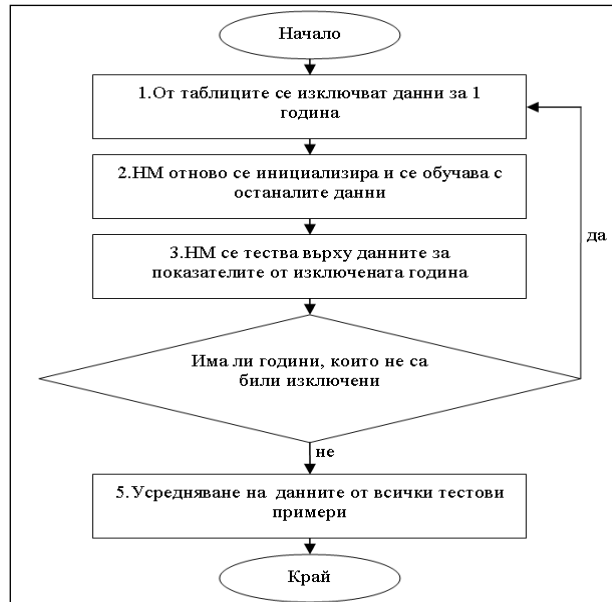 Начало
1.От таблиците се изключват данни за 1
година
2.НМ отново се инициализира и се обучава с
останалите данни
да
3.НМ се тества върху данните за
показателите от изключената година
Има ли години, които не са
били изключени
не
5.Усредняване на данните от всички тестови
примери
Край